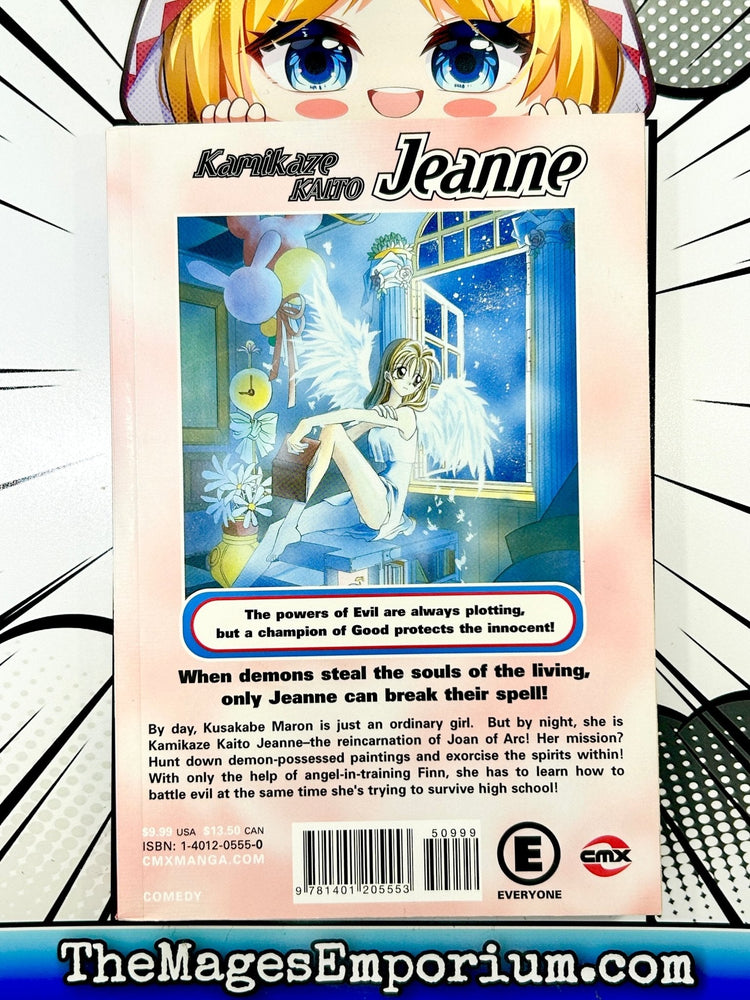 Kamikaze
KAITO
Jeanne
The powers of Evil are always plotting,
but a champion of Good protects the innocent!
When demons steal the souls of the living,
only Jeanne can break their spell!
By day, Kusakabe Maron is just an ordinary girl. But by night, she is
Kamikaze Kaito Jeanne–the reincarnation of Joan of Arc! Her mission?
Hunt down demon-possessed paintings and exorcise the spirits within!
With only the help of angel-in-training Finn, she has to learn how to
battle evil at the same time she's trying to survive high school!
$9.99 USA $13.50 CAN
ISBN: 1-4012-0555-0
CMXMANGA.COM
COMEDY
50999
9 781401 205553
E
EVERYONE
CMX
TheMagesEmporium.com